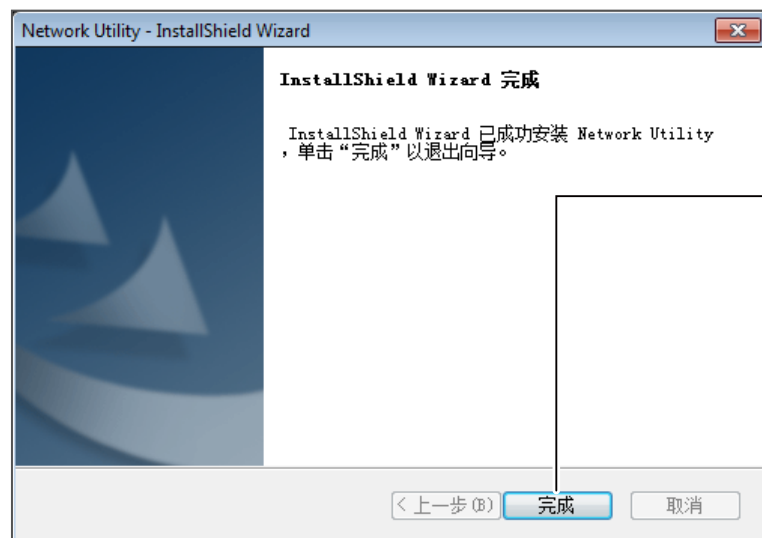 Network Utility - InstallShield Wizard
InstallShield Wizard 完成
InstallShield Wizard 已成功安装 Network Utility
，单击“完成”以退出向导。
< 上一步(B) 完成 取消